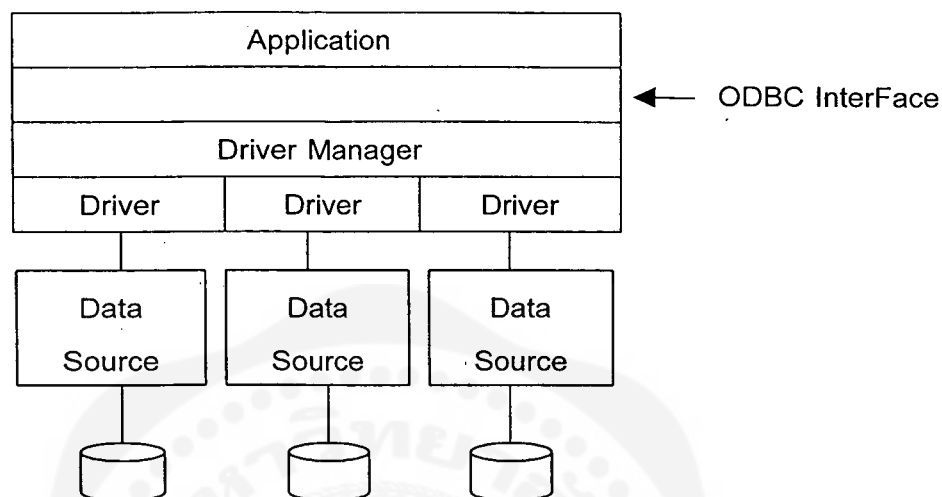 Application
ODBC InterFace
Driver Manager
Driver Driver Driver
Data Data Data
Source Source Source